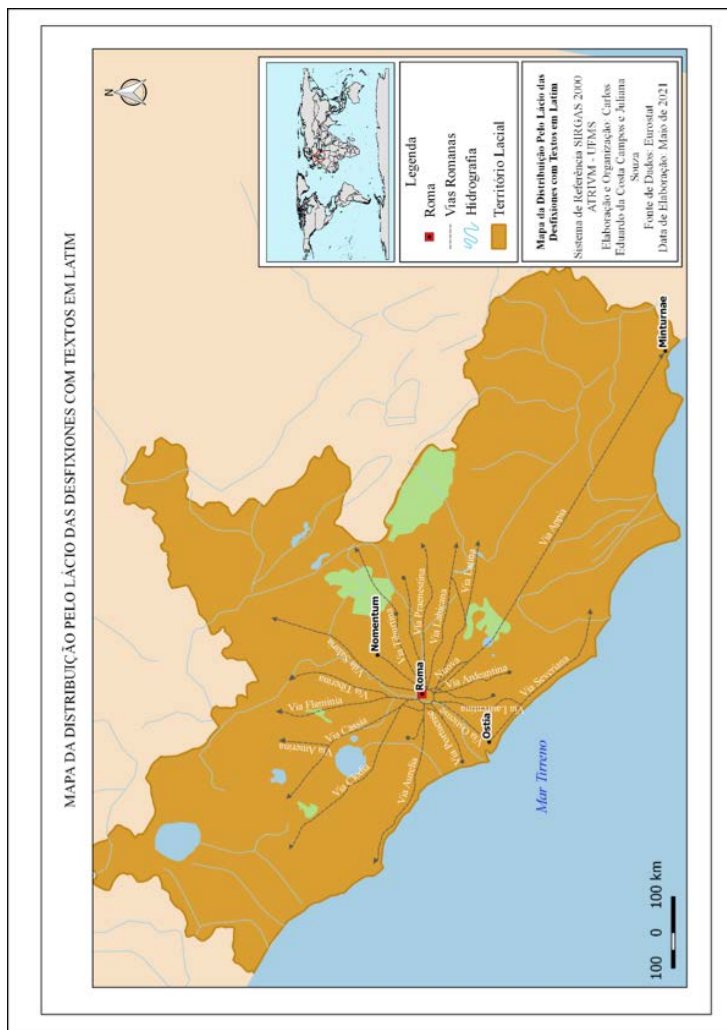 MAPA DA DISTRIBUIÇÃO PELO LÁCIO DAS DESFIXIONES COM TEXTOS EM LATIM
N
Via Amerina
Via Flaminia
Via Tiberina
Via Salaria
Via Cassia
Via Clodia
Nomentum
Via Tiburtina
Via Aurelia
Roma
Via Praenestina
Via Labicana
Via Latina
Nuova
Via Portuense
Via Ostiense
Via Ardeantina
Via Laurentina
Ostia
Via Severiana
Via Appia
Mar Tirreno
Minturnae
100 0 100 km
Legenda
Roma
Vias Romanas
Hidrografia
Território Lacial
Mapa da Distribuição Pelo Lácio das
Desfixiones com Textos em Latim
Sistema de Referência SIRGAS 2000
ATRIVM - UFMS
Elaboração e Organização: Carlos
Eduardo da Costa Campos e Juliana
Souza
Fonte de Dados: Eurostat
Data de Elaboração: Maio de 2021